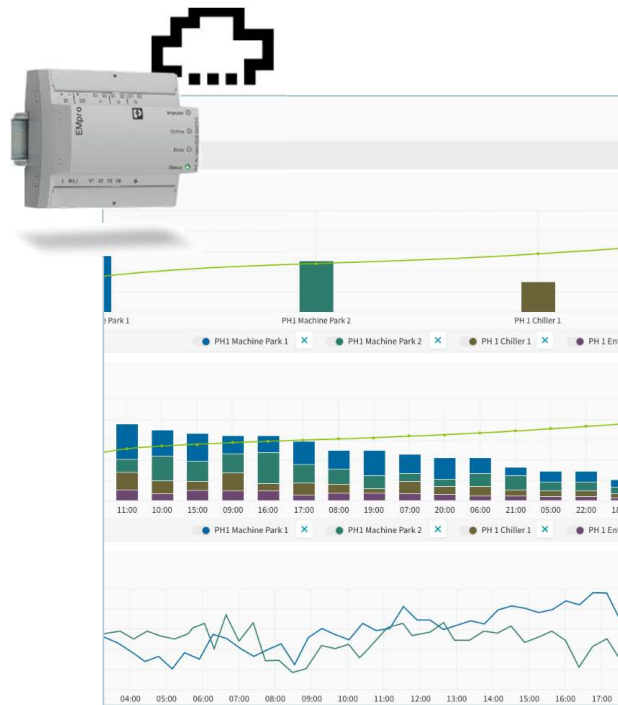 EMpro
Impulse
Online
Alive
Status
e Park 1
PH1 Machine Park 2
PH 1 Chiller 1
PH1 Machine Park 1
PH1 Machine Park 2
PH 1 Chiller 1
PH 1 En
11:00 10:00 15:00 09:00 16:00 17:00 08:00 19:00 07:00 20:00 06:00 21:00 05:00 22:00 18
PH1 Machine Park 1
PH1 Machine Park 2
PH 1 Chiller 1
PH 1 En
04:00 05:00 06:00 07:00 08:00 09:00 10:00 11:00 12:00 13:00 14:00 15:00 16:00 17:00